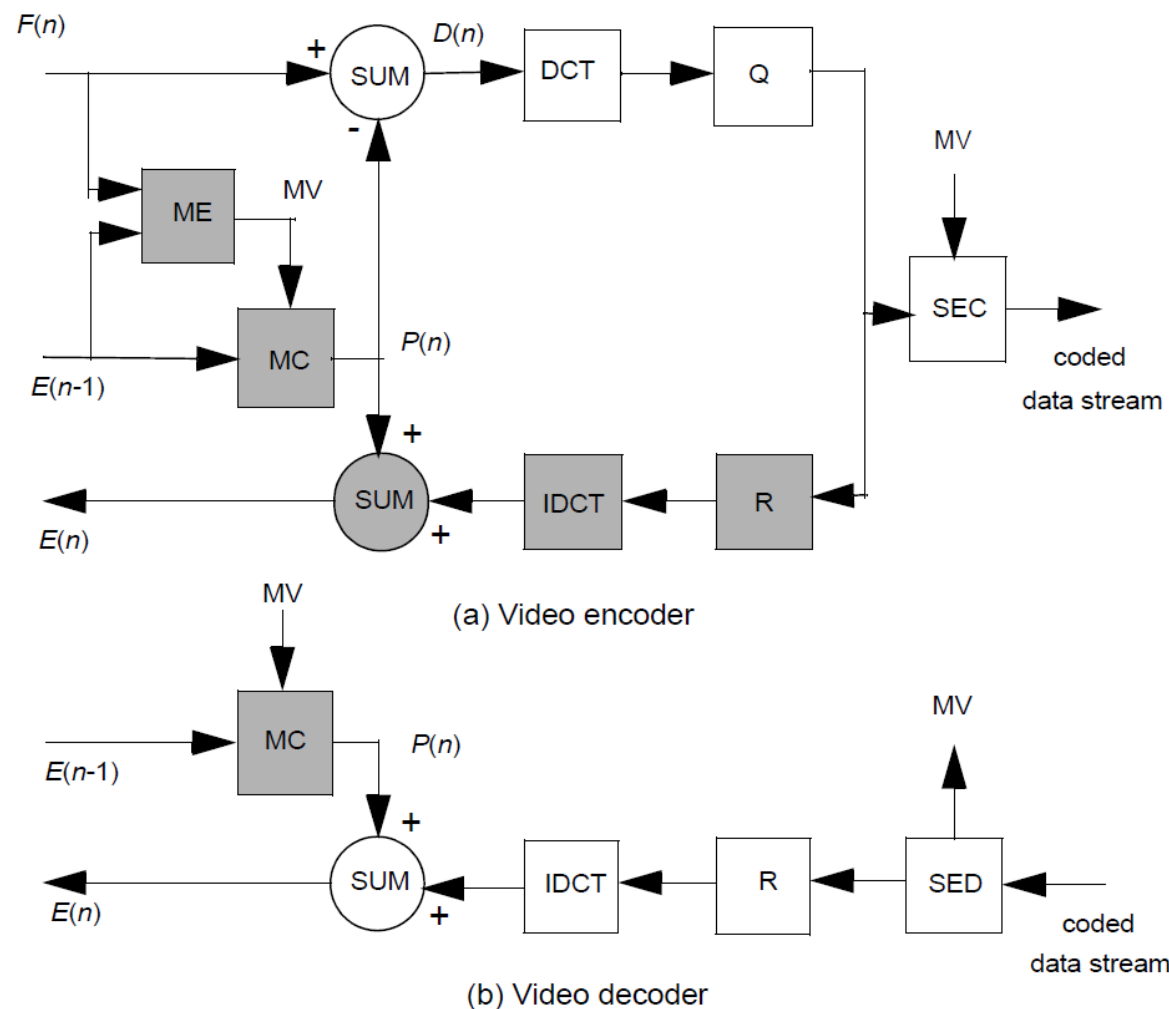 F(n)
+
SUM
-
D(n)
DCT
Q
MV
ME
MV
SEC
MC
P(n)
E(n-1)
coded
data stream
+
SUM
+
IDCT
R
E(n)
(a) Video encoder
MV
MC
P(n)
MV
E(n-1)
+
SUM
+
IDCT
R
SED
E(n)
coded
data stream
(b) Video decoder